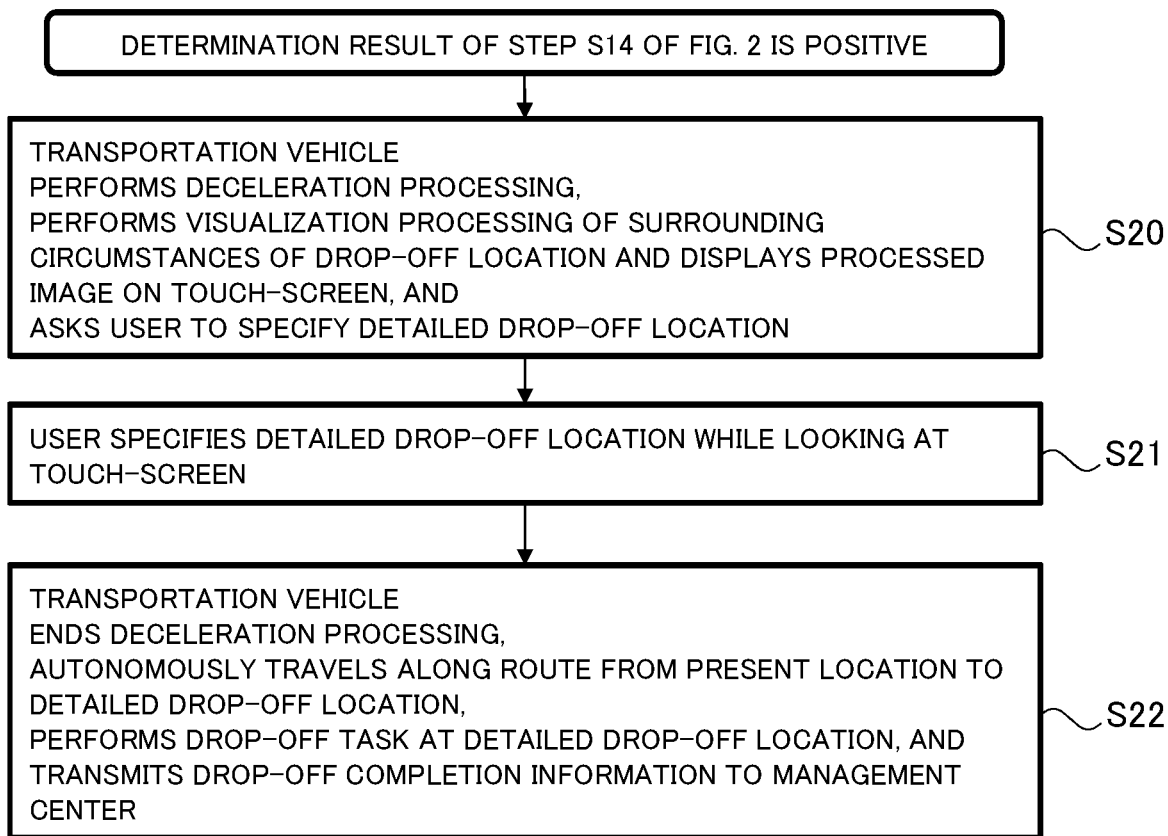 DETERMINATION RESULT OF STEP S14 OF FIG. 2 IS POSITIVE
TRANSPORTATION VEHICLE
PERFORMS DECELERATION PROCESSING,
PERFORMS VISUALIZATION PROCESSING OF SURROUNDING
CIRCUMSTANCES OF DROP-OFF LOCATION AND DISPLAYS PROCESSED
IMAGE ON TOUCH-SCREEN, AND
ASKS USER TO SPECIFY DETAILED DROP-OFF LOCATION
S20
USER SPECIFIES DETAILED DROP-OFF LOCATION WHILE LOOKING AT
TOUCH-SCREEN
S21
TRANSPORTATION VEHICLE
ENDS DECELERATION PROCESSING,
AUTONOMOUSLY TRAVELS ALONG ROUTE FROM PRESENT LOCATION TO
DETAILED DROP-OFF LOCATION,
PERFORMS DROP-OFF TASK AT DETAILED DROP-OFF LOCATION, AND
TRANSMITS DROP-OFF COMPLETION INFORMATION TO MANAGEMENT
CENTER
S22